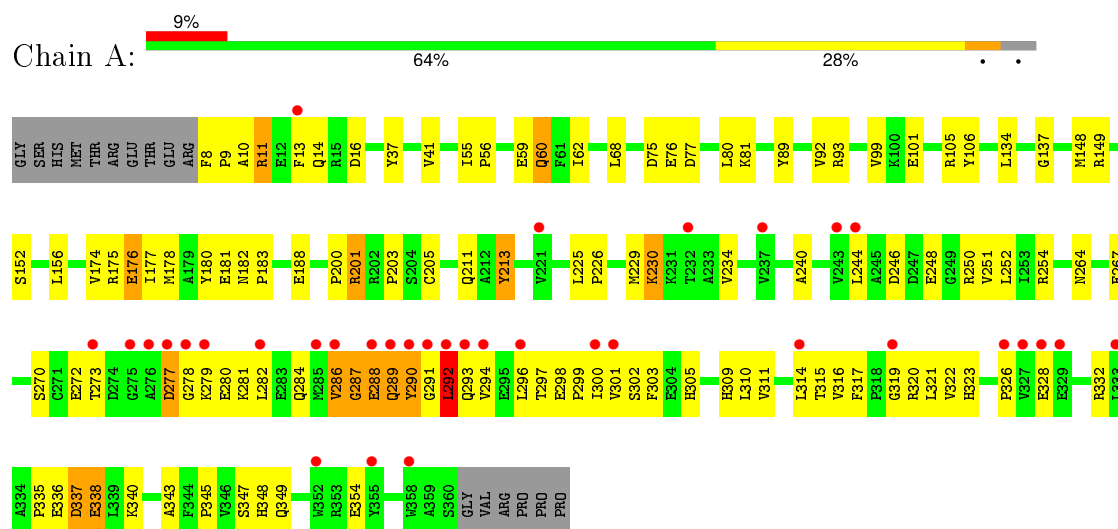 9%
Chain A:
64% 28% • •
GLY SER HIS MET THR ARG GLU THR GLU ARG F8 P9 A10 R11 E12 F13 Q14 R15 D16 Y37 V41 I55 P56 E59 Q60 F61 I62 L68 D75 E76 D77 L80 K81 Y89 V92 R93 V99 K100 E101 R105 Y106 L134 G137 M148 R149
S152 L156 V174 R175 E176 I177 M178 A179 Y180 E181 N182 P183 E188 P200 R201 R202 P203 S204 C205 Q211 A212 Y213 V221 L225 P226 M229 K230 K231 T232 A233 V234 V237 A240 V243 L244 A245 D246 D247 E248 G249 R250 V251 L252 I253 R254 N264
S270 C271 E272 T273 D274 G275 A276 D277 G278 K279 E280 K281 L282 E283 Q284 M285 V286 G287 E288 Q289 Y290 G291 L292 Q293 V294 E295 L296 T297 E298 P299 I300 V301 S302 F303 E304 H305 H309 L310 V311 L314 T315 V316 F317 P318 G319 R320 L321 V322 H323 P326 V327 E328 E329 R332 L333
A334 P335 E336 D337 E338 L339 K340 A343 F344 P345 V346 S347 H348 Q349 W352 R353 E354 Y355 W358 A359 S360 GLY VAL ARG PRO PRO PRO